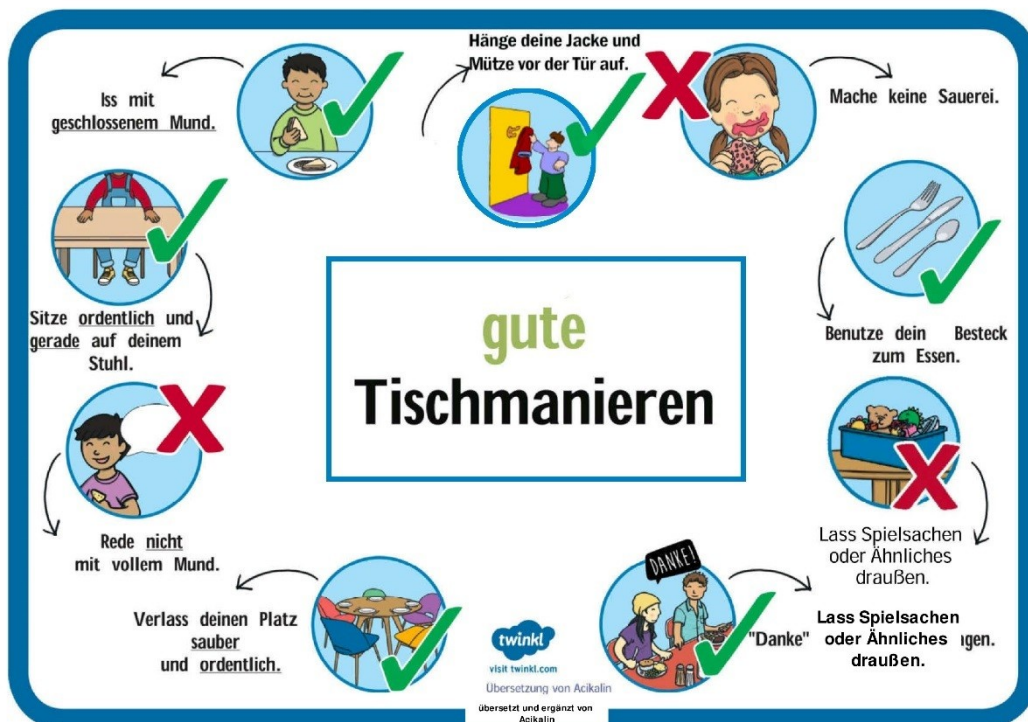 Hänge deine Jacke und
Mütze vor der Tür auf.
Iss mit
geschlossenem Mund.
Mache keine Sauerei.
Sitze ordentlich und
gerade auf deinem
Stuhl.
Benutze dein Besteck
zum Essen.
gute
Tischmanieren
Rede nicht
mit vollem Mund.
Lass Spielsachen
oder Ähnliches
draußen.
Verlass deinen Platz
sauber
und ordentlich.
DANKE!
"Danke"
Lass Spielsachen
oder Ähnliches
draußen.
twinkl
visit twinkl.com
Übersetzung von Acikalin
übersetzt und ergänzt von
Acikalin